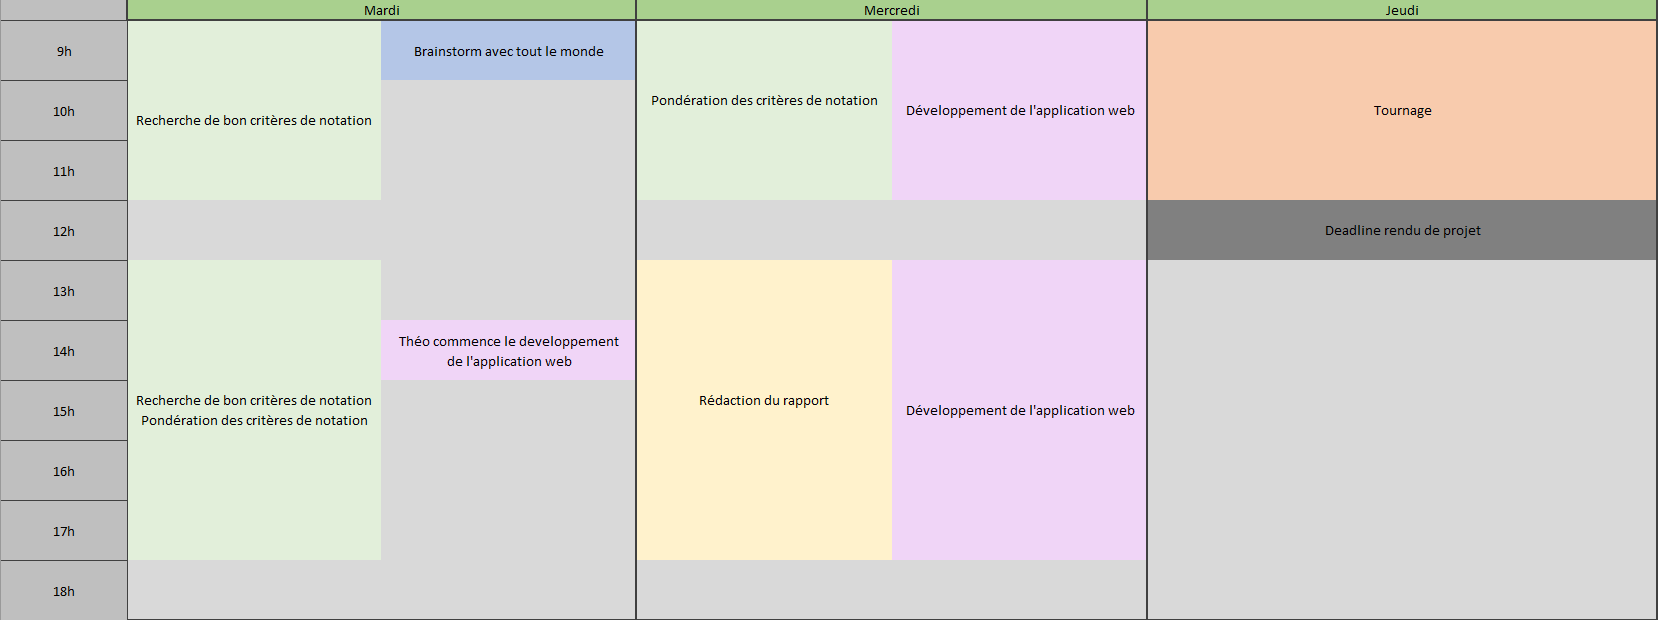 Mardi
Mercredi
Jeudi
9h
Brainstorm avec tout le monde
10h
Recherche de bon critères de notation
Pondération des critères de notation
Développement de l'application web
Tournage
11h
12h
Deadline rendu de projet
13h
14h
Théo commence le developpement
de l'application web
15h
Recherche de bon critères de notation
Pondération des critères de notation
Rédaction du rapport
Développement de l'application web
16h
17h
18h